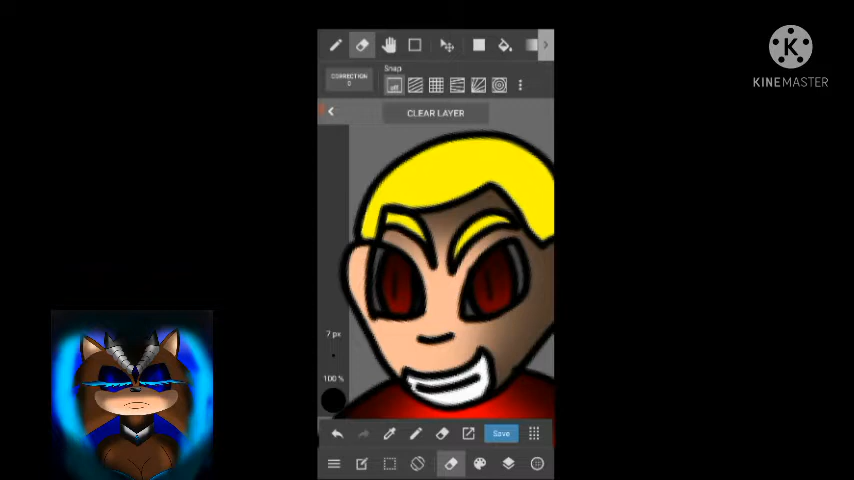 K
KINEMASTER
Snap
CORRECTION
0
CLEAR LAYER
7 px
100 %
Save